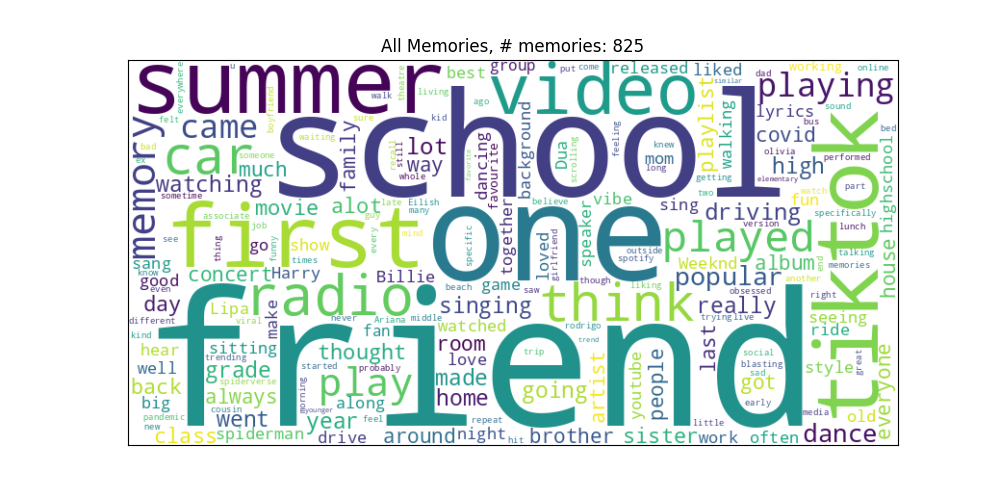 All Memories, # memories: 825
summer
school
friend
first
one
video
tiktok
think
radio
car
play
played
playing
memory
came
watching
much
family
lot
way
group
best
released
liked
playlist
walking
lyrics
covid
high
mom
dancing
favourite
background
Dua
scrolling
put
come
working
online
dad
similar
theatre
living
ago
everywhere
u
felt
bad
ex
someone
sometime
boyfriend
waiting
walk
sure
kid
recall
still
whole
favorite
feeling
knew
long
getting
two
bus
sound
bed
olivia
performed
elementary
part
watch
fun
movie
alot
associate
job
late
guy
many
Eilish
together
believe
vibe
speaker
sing
driving
version
specifically
lunch
talking
memories
highschool
house
see
thing
go
funny
show
times
every
mind
specific
loved
girlfriend
outside
spotify
Weeknd
album
end
another
sang
know
good
even
concert
Harry
Billie
game
beach
saw
though
liking
popular
obsessed
day
different
Lipa
viral
make
never
Ariana
middle
singing
really
trying
live
right
seeing
kind
hear
trending
sitting
started
fan
watched
room
rodrigo
trend
last
social
blasting
sad
ride
style
great
well
grade
spiderverse
thought
probably
love
trip
back
always
cousin
morning
younger
made
home
going
artist
youtube
people
got
early
media
old
everyone
big
pandemic
new
went
year
feel
along
repeat
little
class
spiderman
drive
around
night
hit
brother
sister
work
often
dance